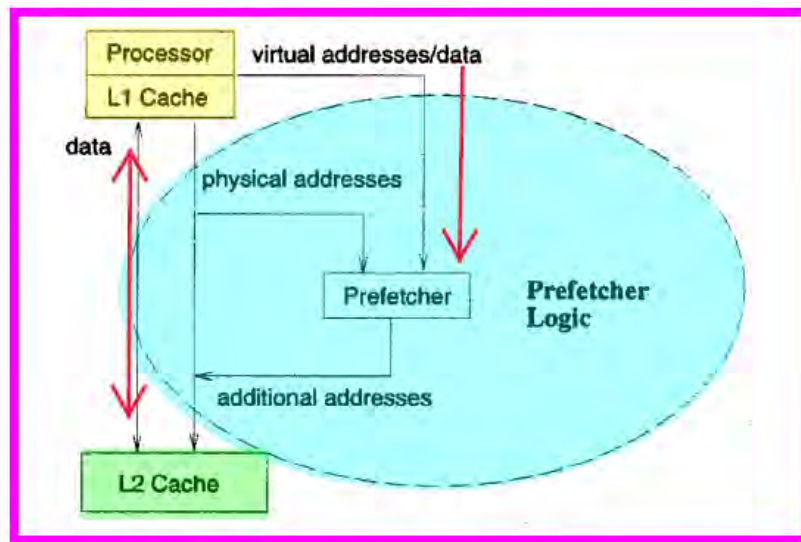 Processor
virtual addresses/data
L1 Cache
data
physical addresses
Prefetcher
Prefetcher
Logic
additional addresses
L2 Cache